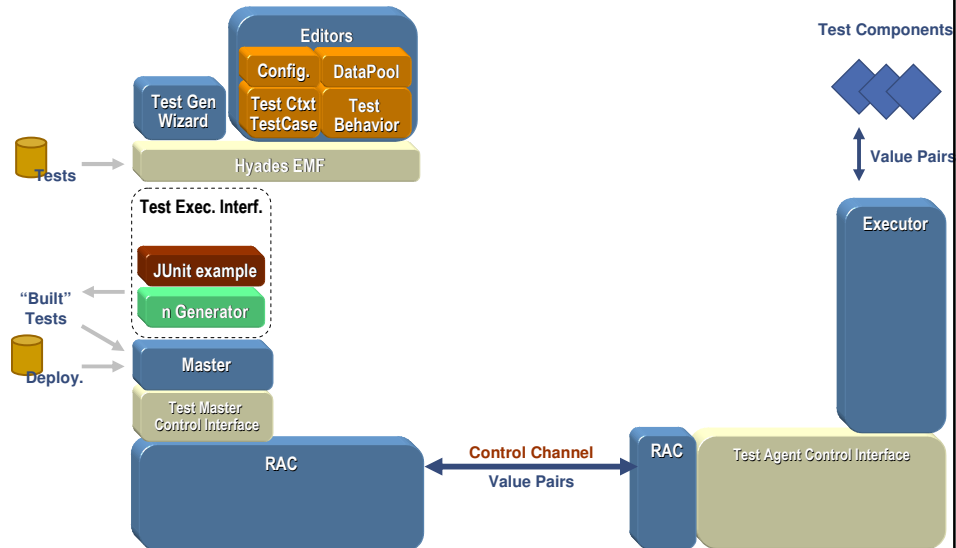 Editors
Test Components
Config.
DataPool
Test Gen
Wizard
Test Ctxt
TestCase
Test
Behavior
Hyades EMF
Tests
Value Pairs
Test Exec. Interf.
Executor
JUnit example
“Built”
Tests
n Generator
Master
Deploy.
Test Master
Control Interface
RAC
Control Channel
Value Pairs
RAC
Test Agent Control Interface